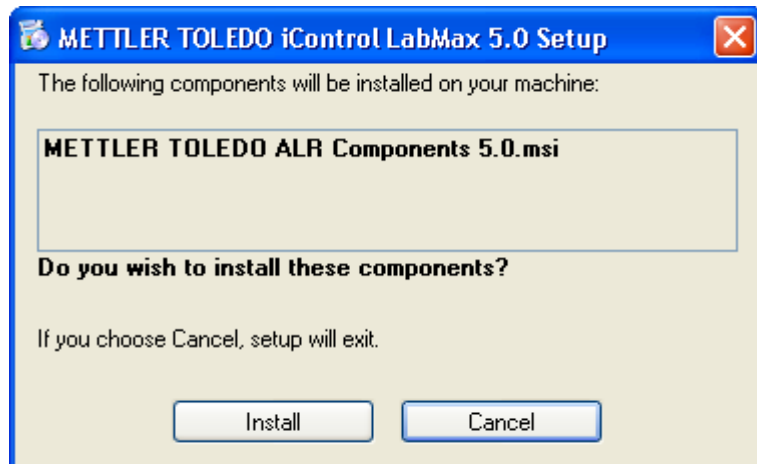 METTLER TOLEDO iControl LabMax 5.0 Setup
The following components will be installed on your machine:
METTLER TOLEDO ALR Components 5.0.msi
Do you wish to install these components?
If you choose Cancel, setup will exit.
Install Cancel